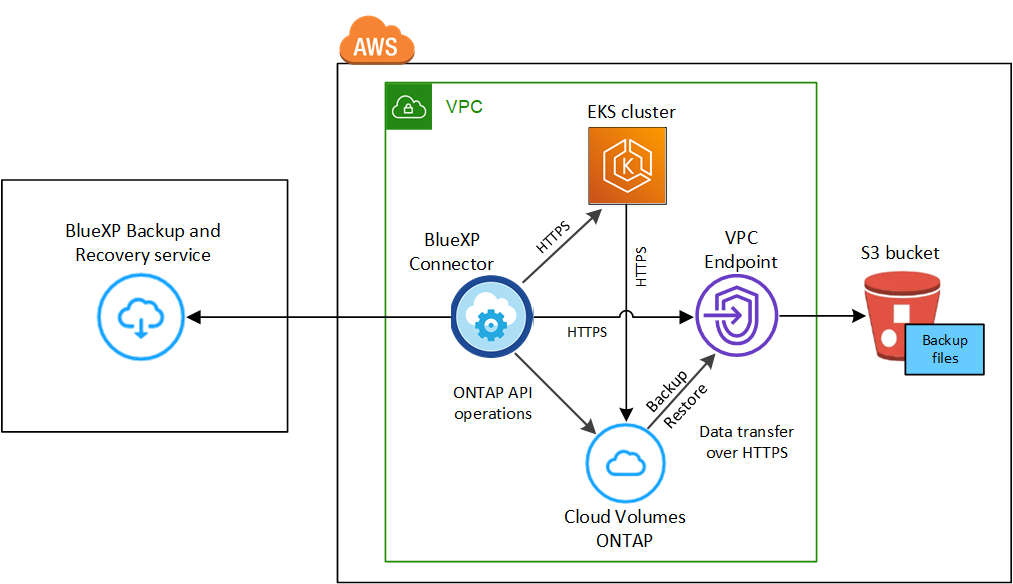 AWS
VPC
EKS cluster
BlueXP Backup and
Recovery service
BlueXP
Connector
HTTPS
HTTPS
VPC
Endpoint
S3 bucket
HTTPS
Backup
files
ONTAP API
operations
Backup
Restore
Data transfer
over HTTPS
Cloud Volumes
ONTAP
K